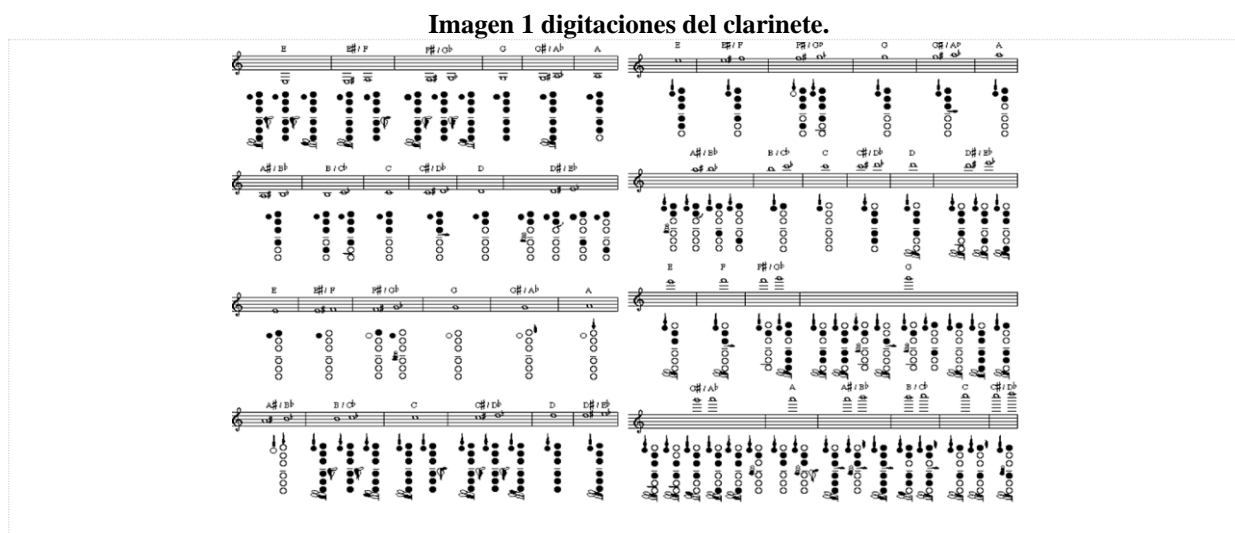 Imagen 1 digitaciones del clarinete.
E E♯ / F F♯ / G♭ G G♯ / A♭ A
E E♯ / F F♯ / G♭ G G♯ / A♭ A
A♯ / B♭ B / C♭ C C♯ / D♭ D D♯ / E♭
A♯ / B♭ B / C♭ C C♯ / D♭ D D♯ / E♭
E E♯ / F F♯ / G♭ G G♯ / A♭ A
E F F♯ / G♭ G
A♯ / B♭ B / C♭ C C♯ / D♭ D D♯ / E♭
G♯ / A♭ A A♯ / B♭ B / C♭ C C♯ / D♭